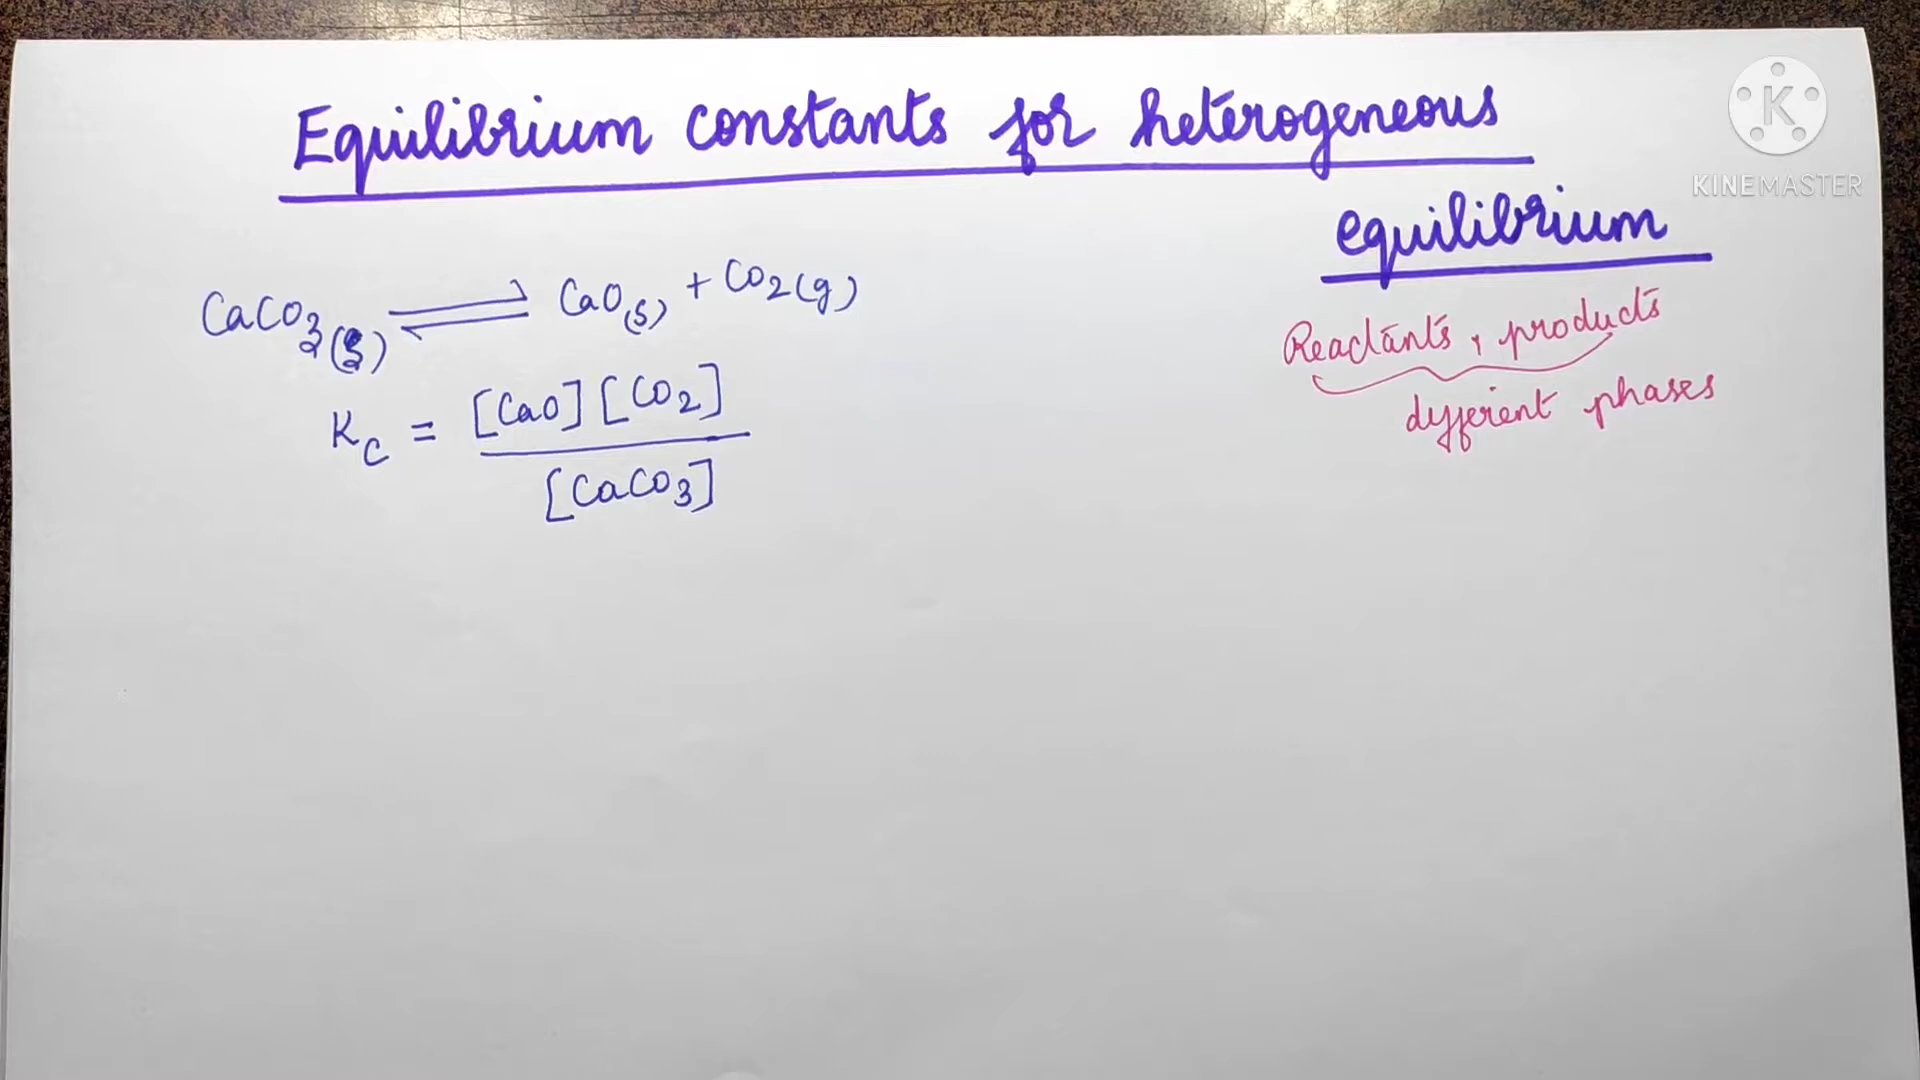 Equilibrium constants for heterogeneous
equilibrium
CaCO3(s) ⇌ CaO(s) + CO2(g)
Kc = [CaO][CO2]
[CaCO3]
Reactants, products
different phases
K
KINEMASTER